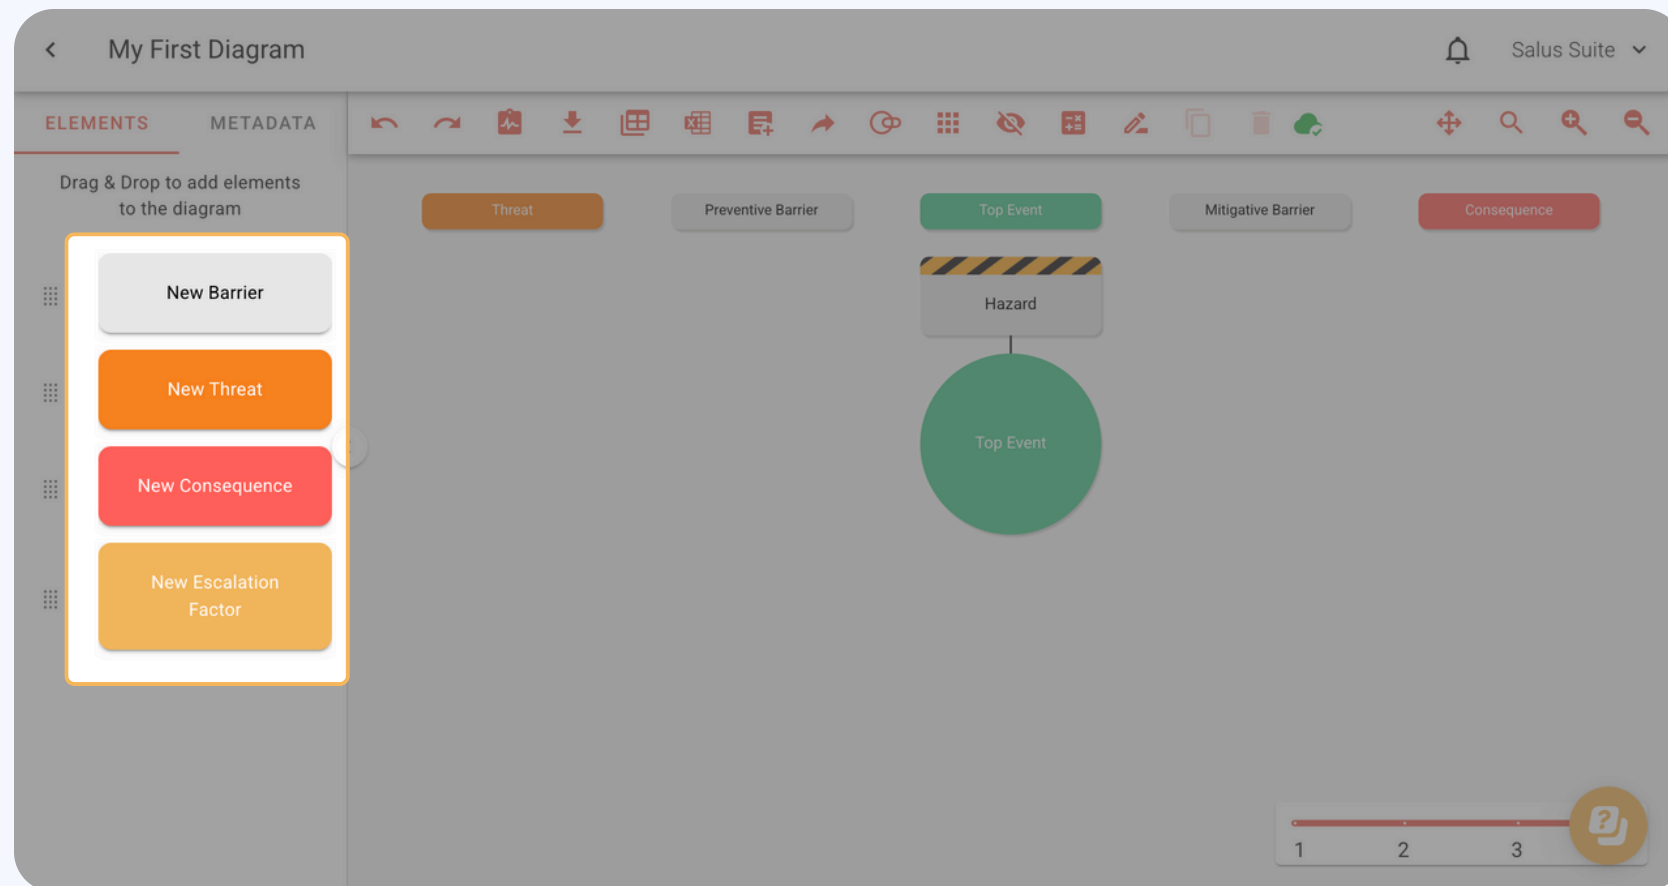 My First Diagram
Salus Suite
ELEMENTS
METADATA
Drag & Drop to add elements
to the diagram
Threat
Preventive Barrier
Top Event
Mitigative Barrier
Consequence
New Barrier
New Threat
New Consequence
New Escalation
Factor
Hazard
Top Event
1
2
3